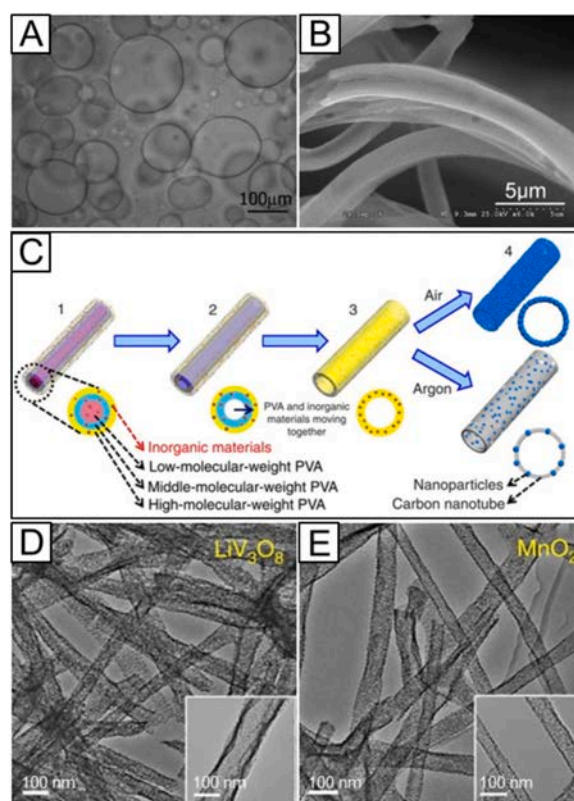 A
100μm
B
5μm
C
1
2
3
4
Air
Argon
PVA and inorganic
materials moving
together
Inorganic materials
Low-molecular-weight PVA
Middle-molecular-weight PVA
High-molecular-weight PVA
Nanoparticles
Carbon nanotube
D
LiV₃O₈
100 nm
100 nm
E
MnO₂
100 nm
100 nm